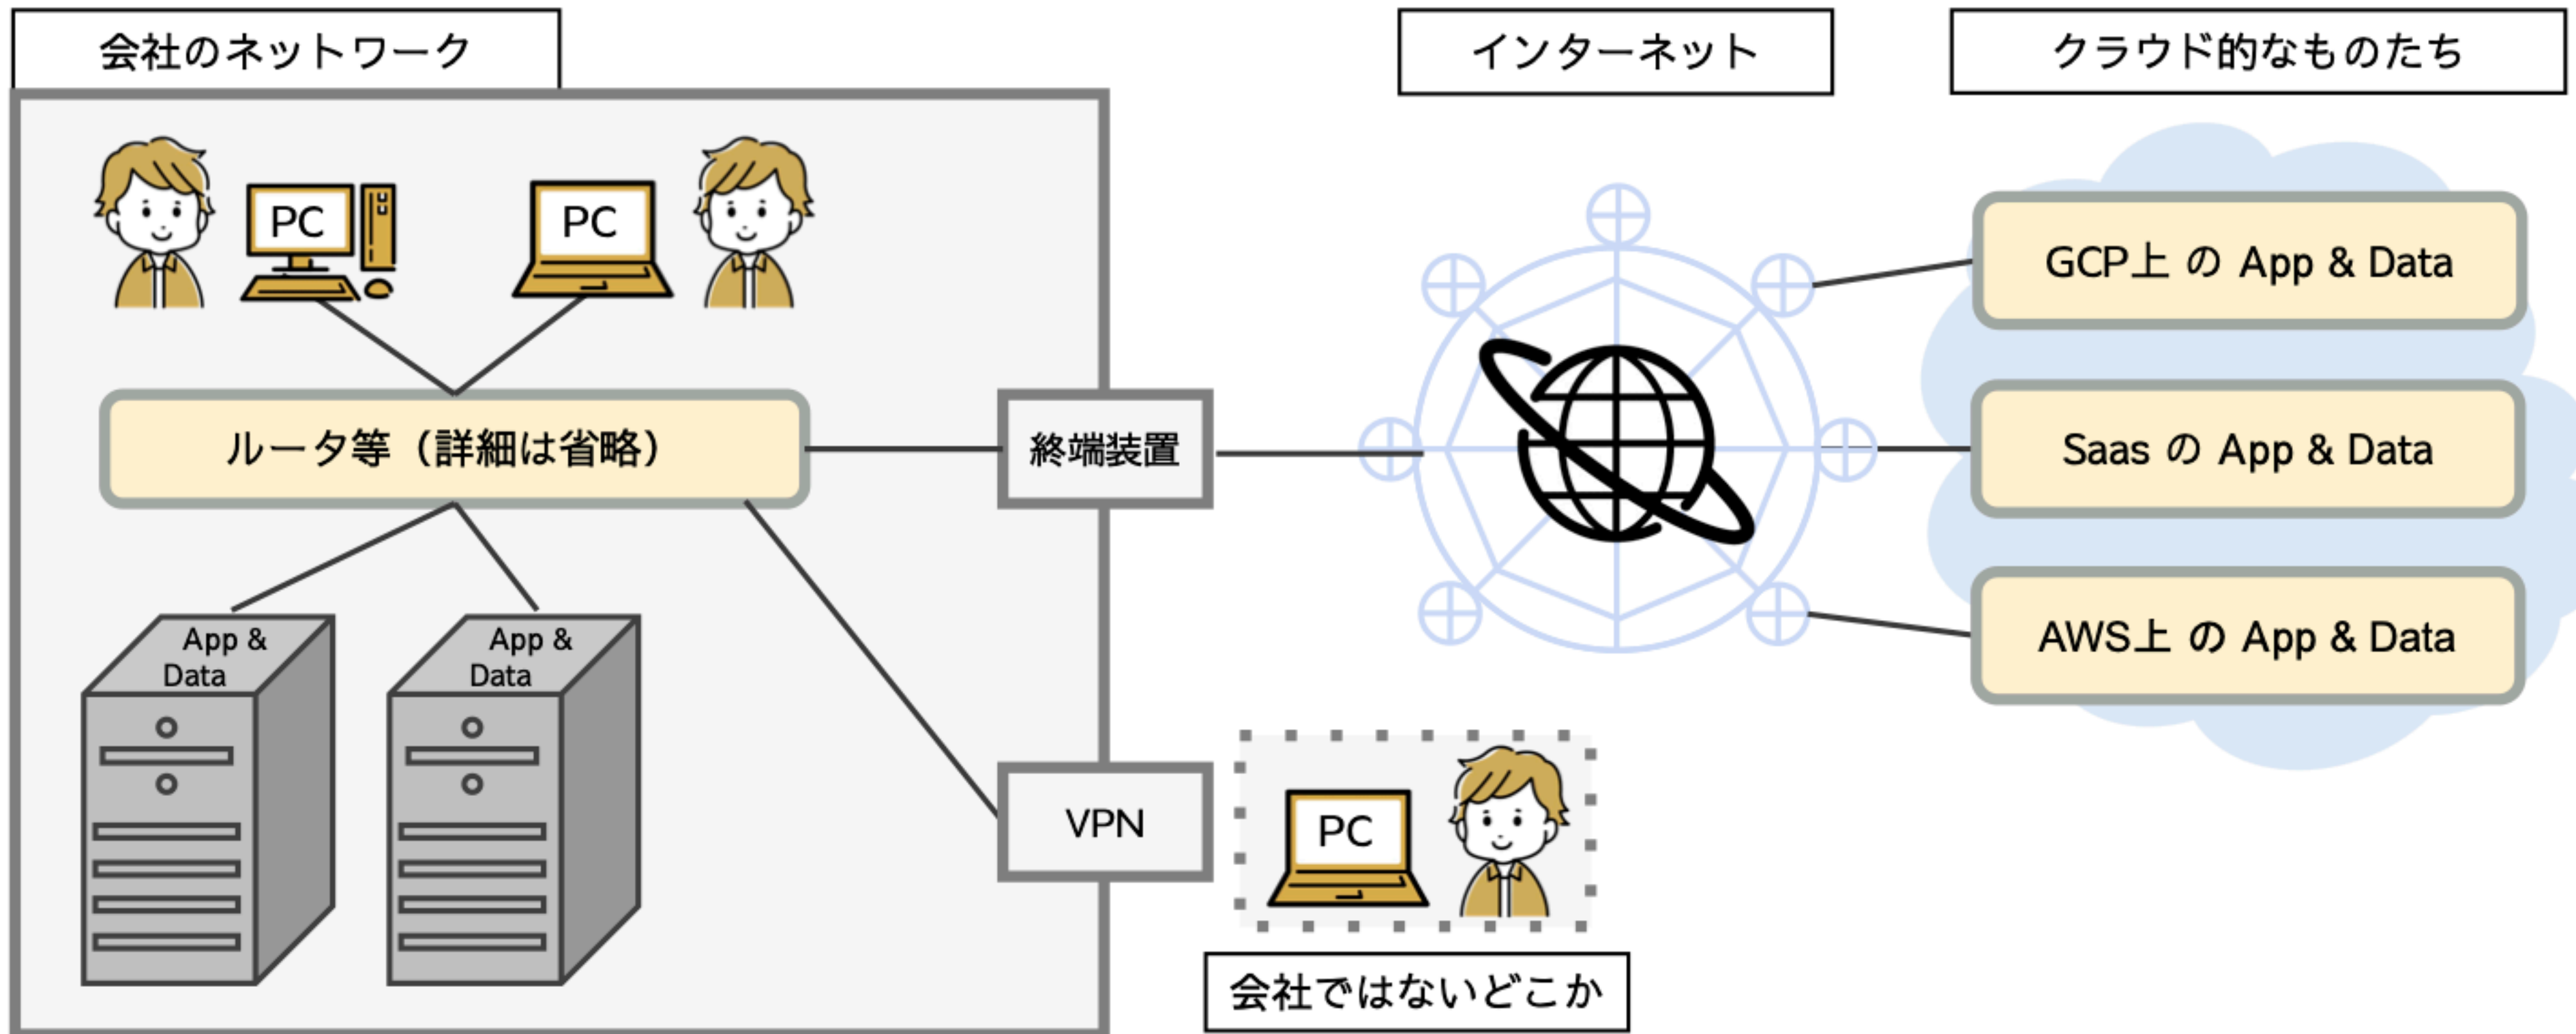 会社のネットワーク
インターネット
クラウド的なものたち
PC
PC
GCP上 の App & Data
ルータ等（詳細は省略）
終端装置
Saas の App & Data
App &
Data
App &
Data
AWS上 の App & Data
VPN
PC
会社ではないどこか